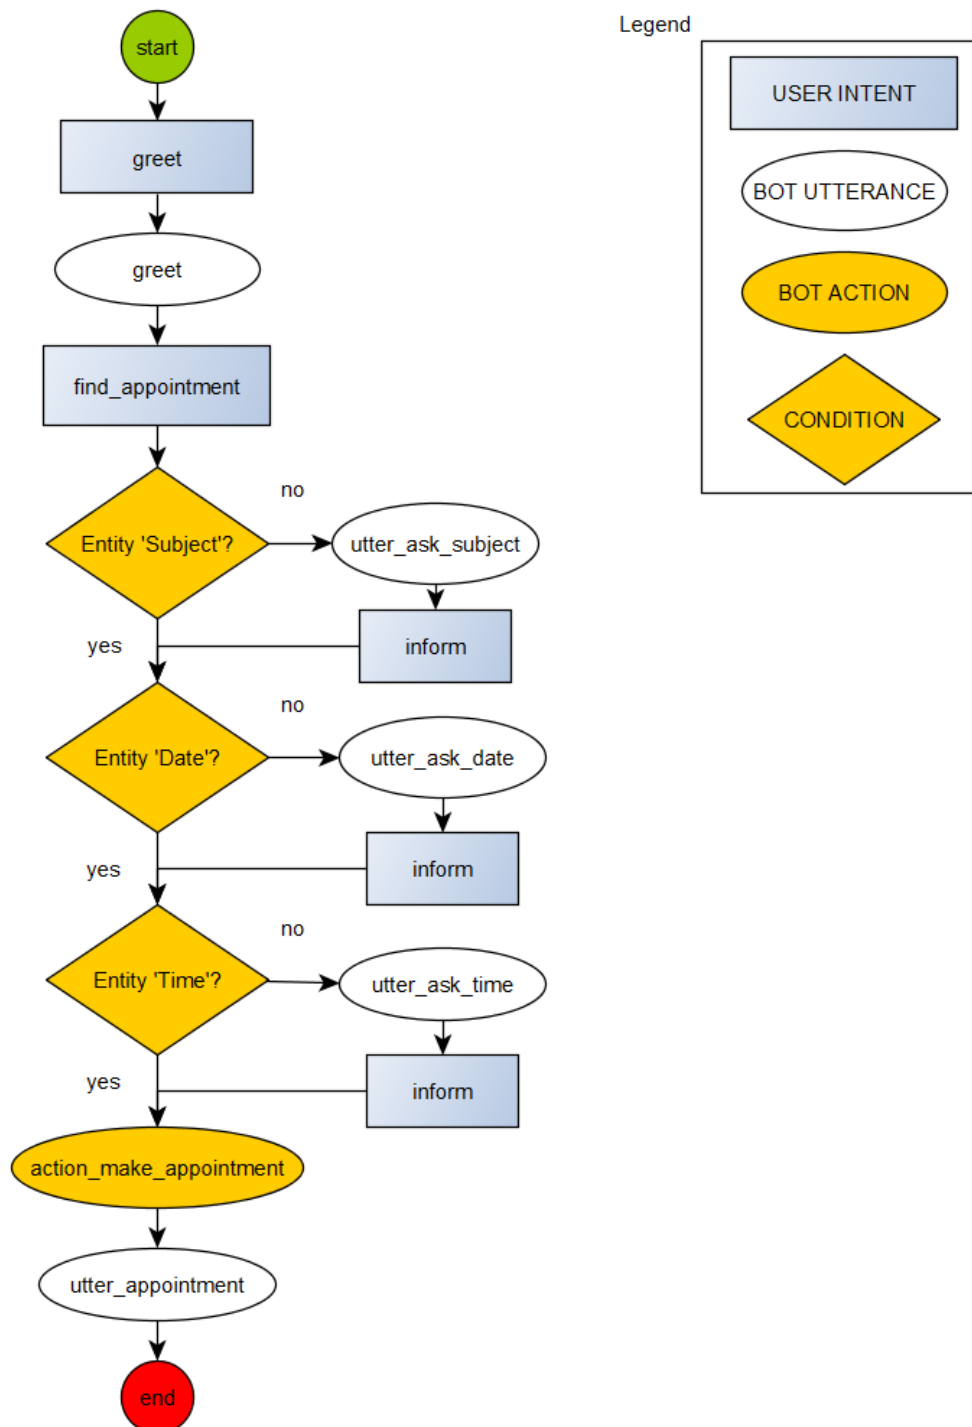 Legend
start
USER INTENT
greet
BOT UTTERANCE
greet
BOT ACTION
find_appointment
CONDITION
no
Entity 'Subject'?
utter_ask_subject
yes
inform
no
Entity 'Date'?
utter_ask_date
yes
inform
no
Entity 'Time'?
utter_ask_time
yes
inform
action_make_appointment
utter_appointment
end